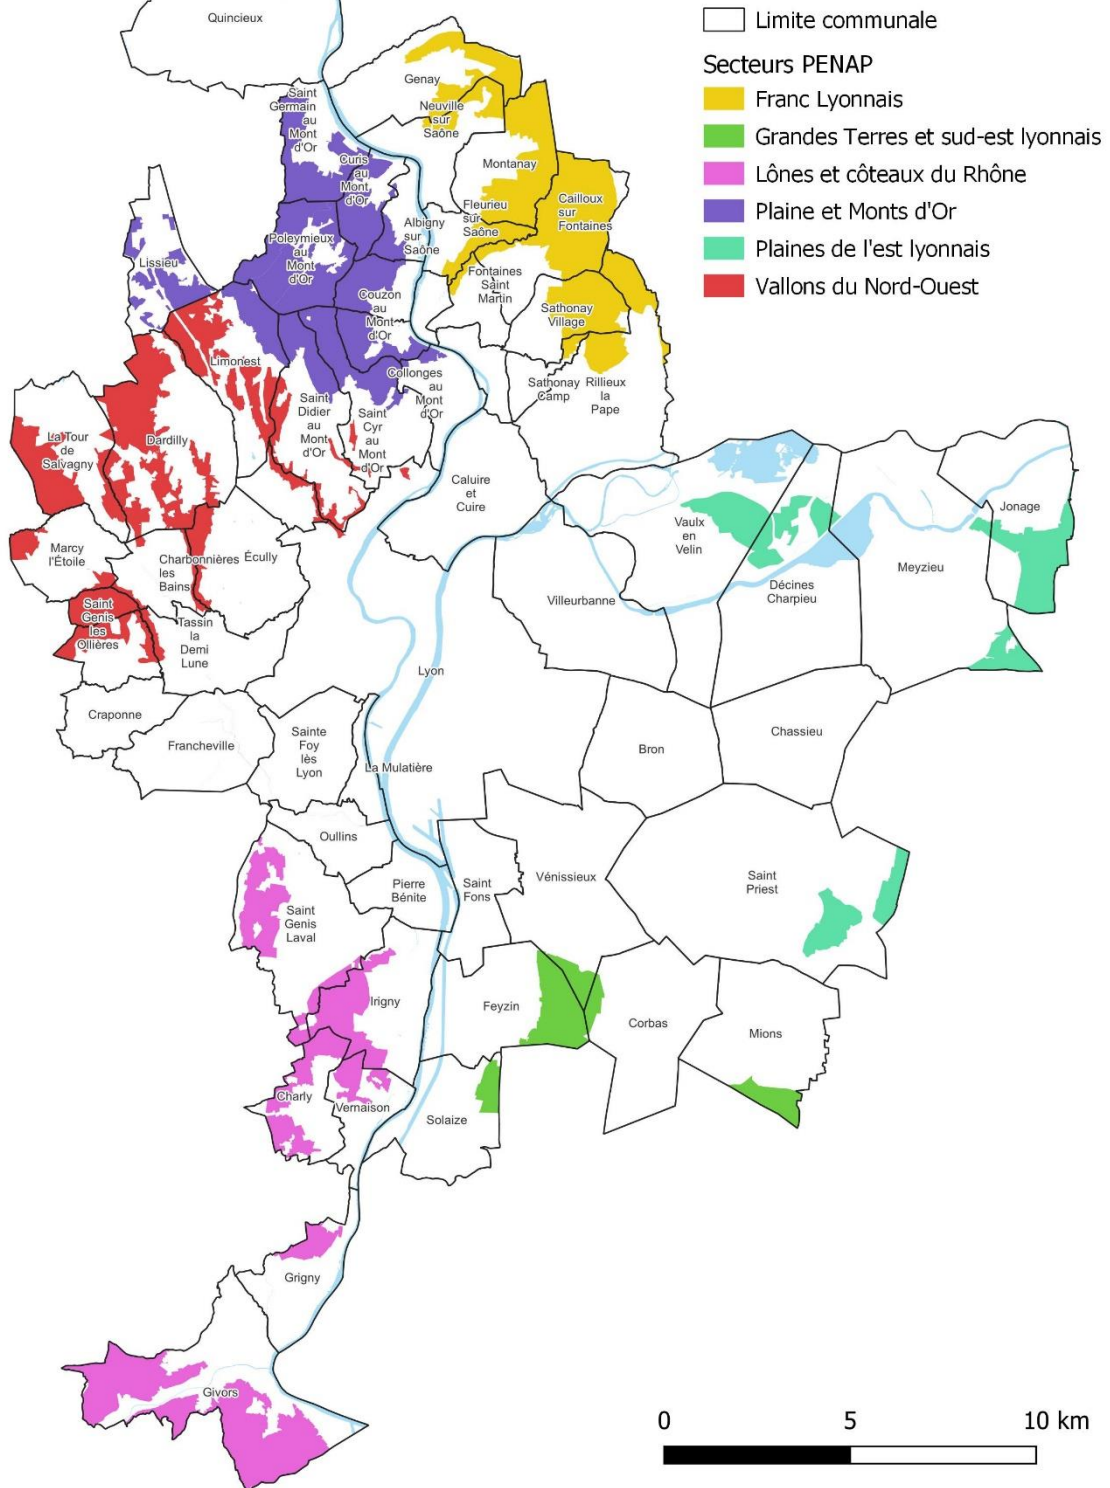 Limite communale
Secteurs PENAP
Franc Lyonnais
Grandes Terres et sud-est lyonnais
Lônes et côteaux du Rhône
Plaine et Monts d'Or
Plaines de l'est lyonnais
Vallons du Nord-Ouest
Quincieux
Genay
Saint
Germain
au
Mont
d'Or
Neuville
sur
Saône
Curis
au
Mont
d'Or
Montanay
Cailloux
sur
Fontaines
Fleurieu
sur
Saône
Albigny
sur
Saône
Poleymieux
au
Mont
d'Or
Lissieu
Fontaines
Saint
Martin
Couzon
au
Mont
d'Or
Sathonay
Village
Limonest
Collonges
au
Mont
d'Or
Sathonay
Camp
Rillieux
la
Pape
Saint
Didier
au
Mont
d'Or
Saint
Cyr
au
Mont
d'Or
La Tour
de
Salvagny
Dardilly
Caluire
et
Cuire
Jonage
Vaulx
en
Velin
Marcy
l'Étoile
Charbonnières
les
Bains
Écully
Meyzieu
Décines
Charpieu
Villeurbanne
Saint
Genis
les
Ollières
Tassin
la
Demi
Lune
Lyon
Craponne
Francheville
Sainte
Foy
lès
Lyon
Bron
Chassieu
La Mulatière
Oullins
Pierre
Bénite
Saint
Fons
Vénissieux
Saint
Priest
Saint
Genis
Laval
Irigny
Feyzin
Corbas
Mions
Charly
Vernaison
Solaize
Grigny
Givors
0 5 10 km